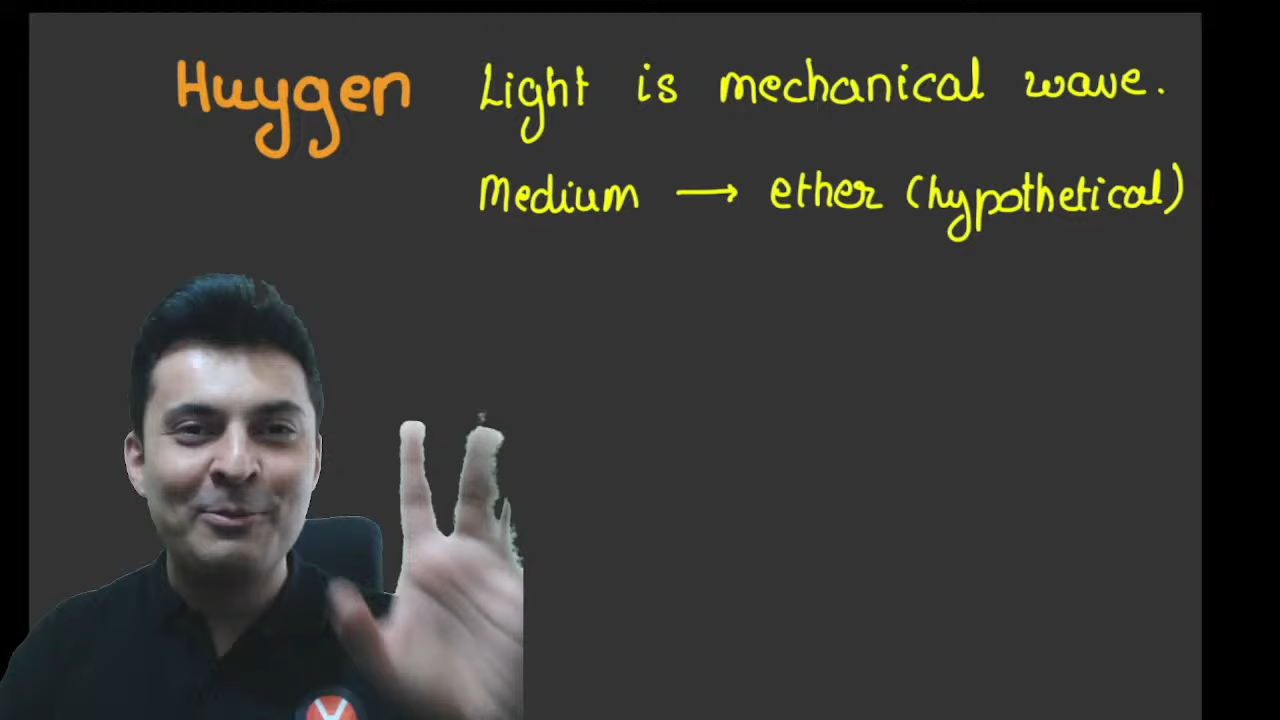 Huygen Light is mechanical wave.
Medium → ether (hypothetical)